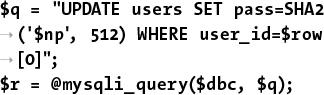 $q = "UPDATE users SET pass=SHA2
→('$np', 512) WHERE user_id=$row
→[0]";
$r = @mysqli_query($dbc, $q);